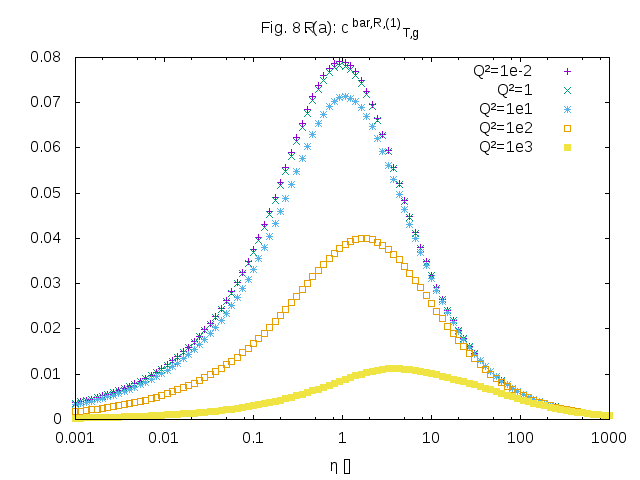 Fig. 8R(a): c bar,R,(1) T,g
Q²=1e-2
Q²=1
Q²=1e1
Q²=1e2
Q²=1e3
0.08
0.07
0.06
0.05
0.04
0.03
0.02
0.01
0
0.001 0.01 0.1 1 10 100 1000
η []